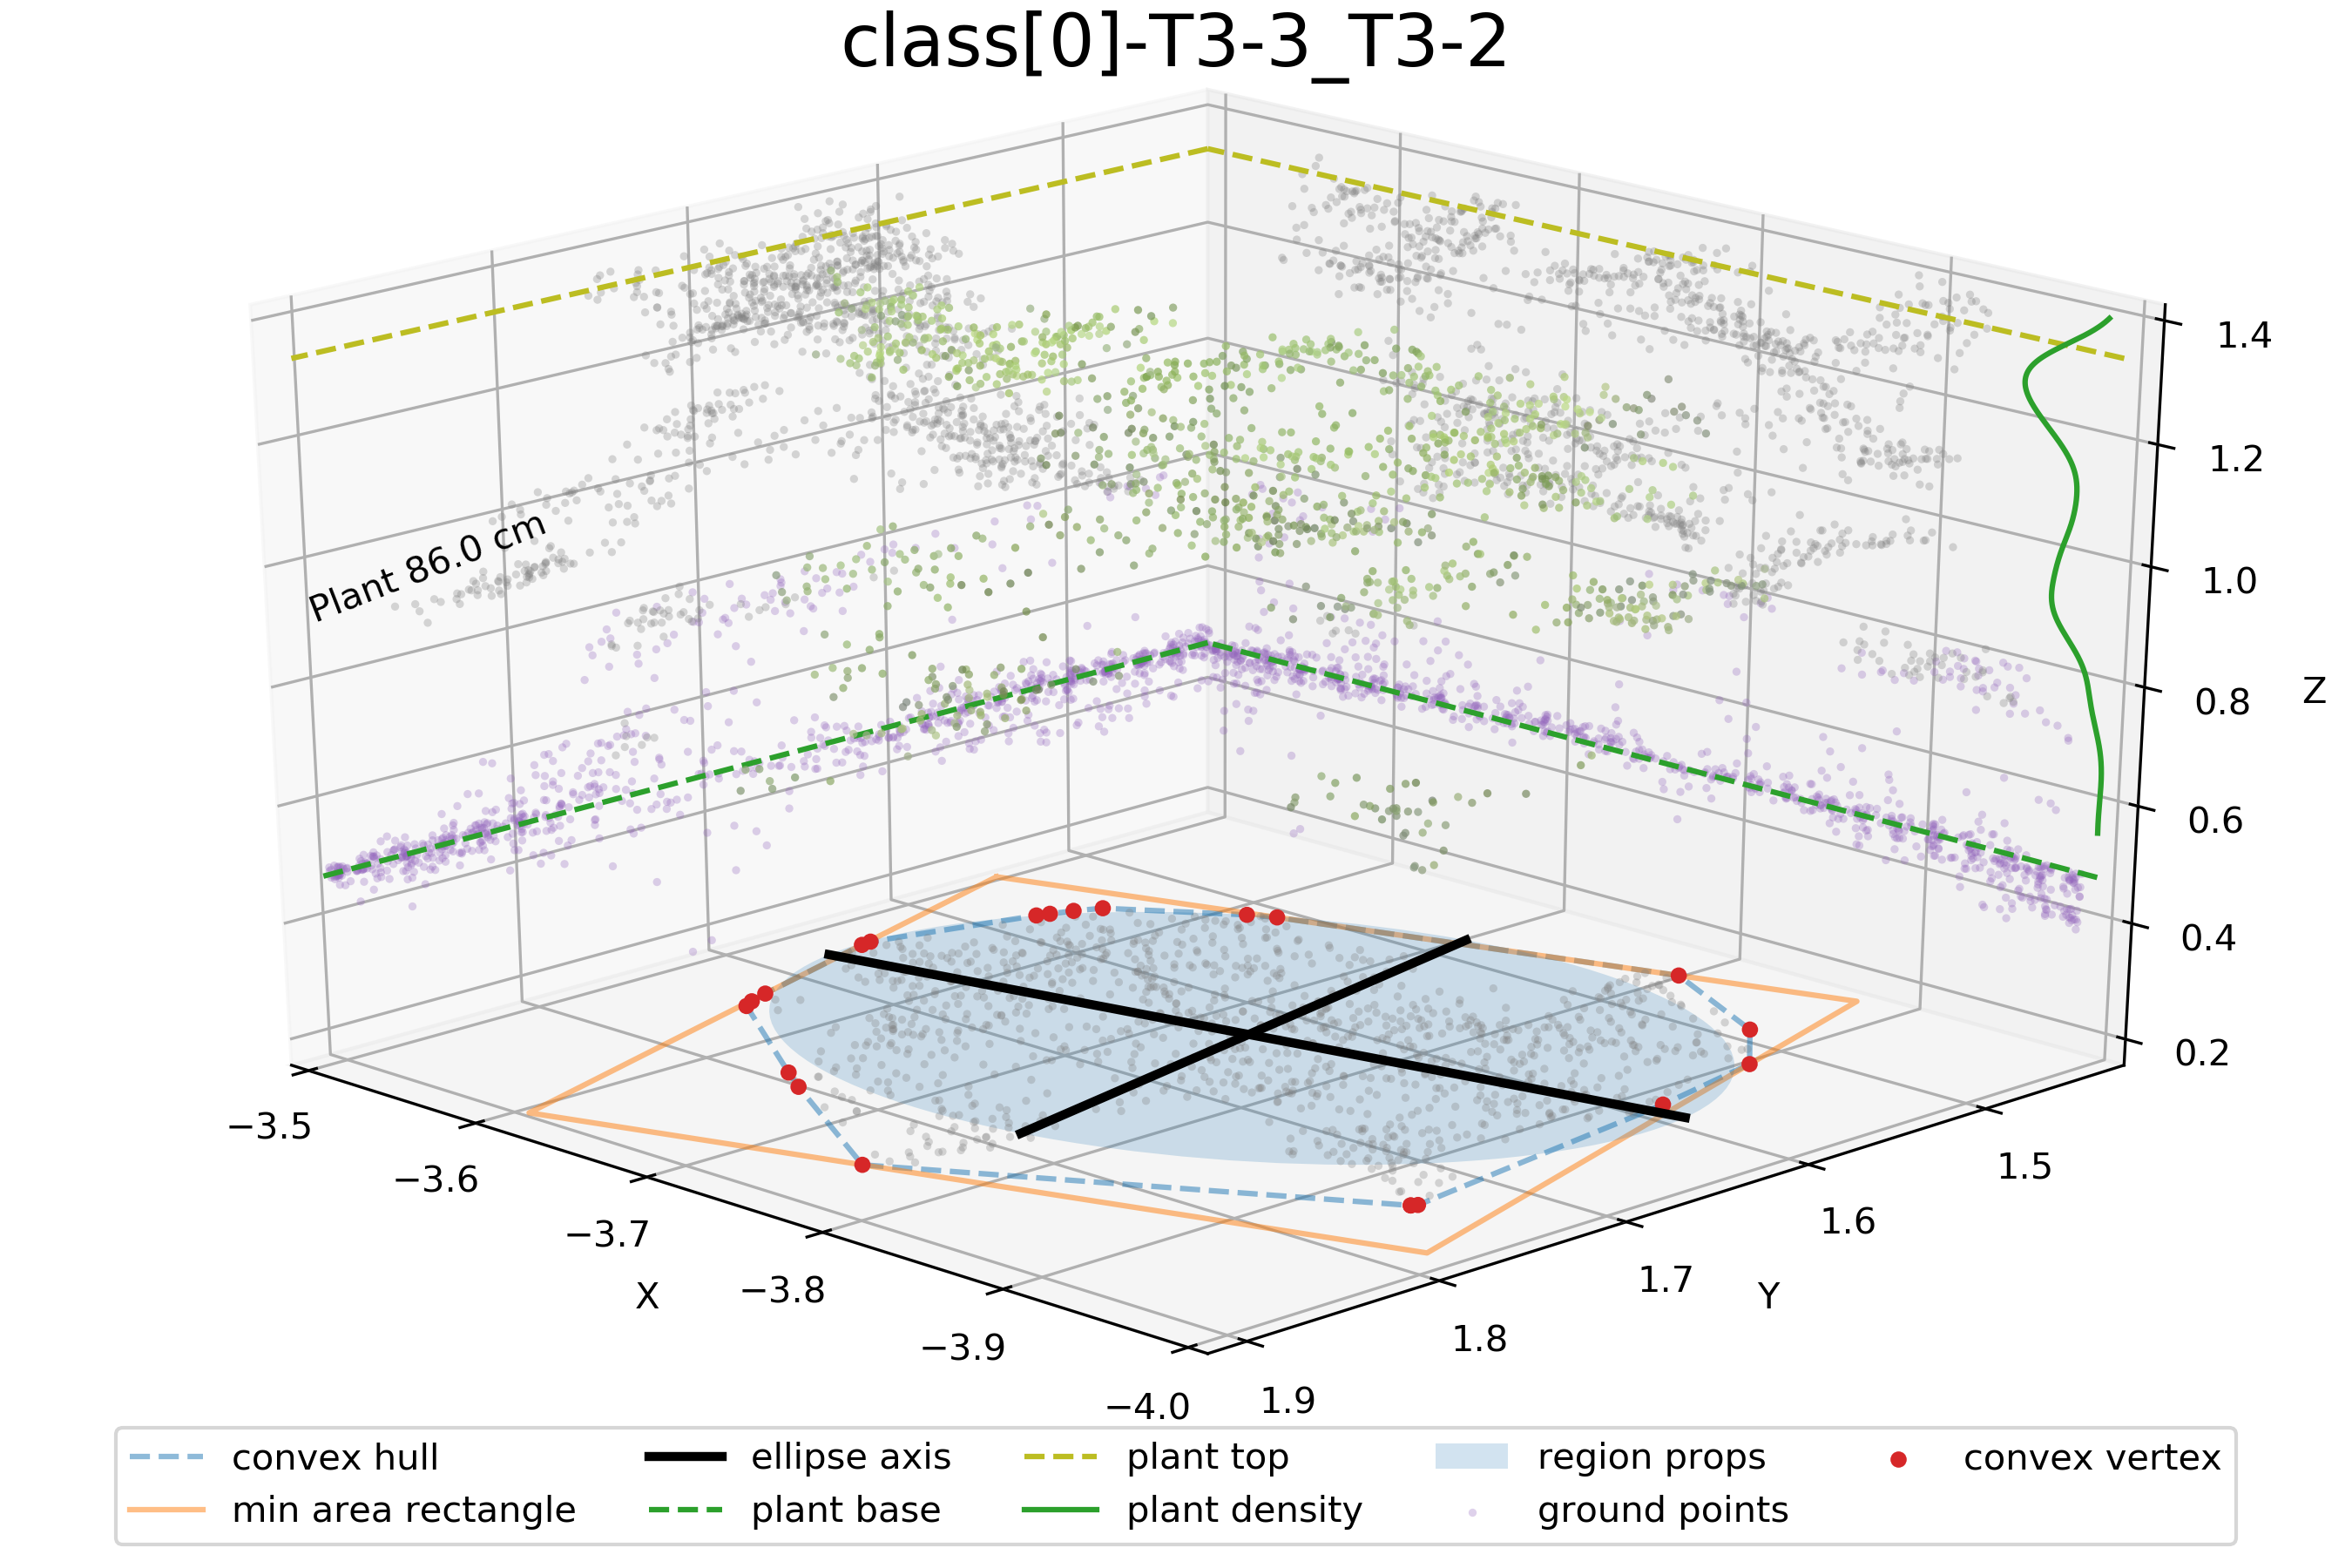 class[0]-T3-3_T3-2
Plant 86.0 cm
1.4
1.2
1.0
0.8
0.6
0.4
0.2
Z
−3.5
−3.6
−3.7
−3.8
−3.9
−4.0
X
1.5
1.6
1.7
1.8
1.9
Y
convex hull
min area rectangle
ellipse axis
plant base
plant top
plant density
region props
ground points
convex vertex